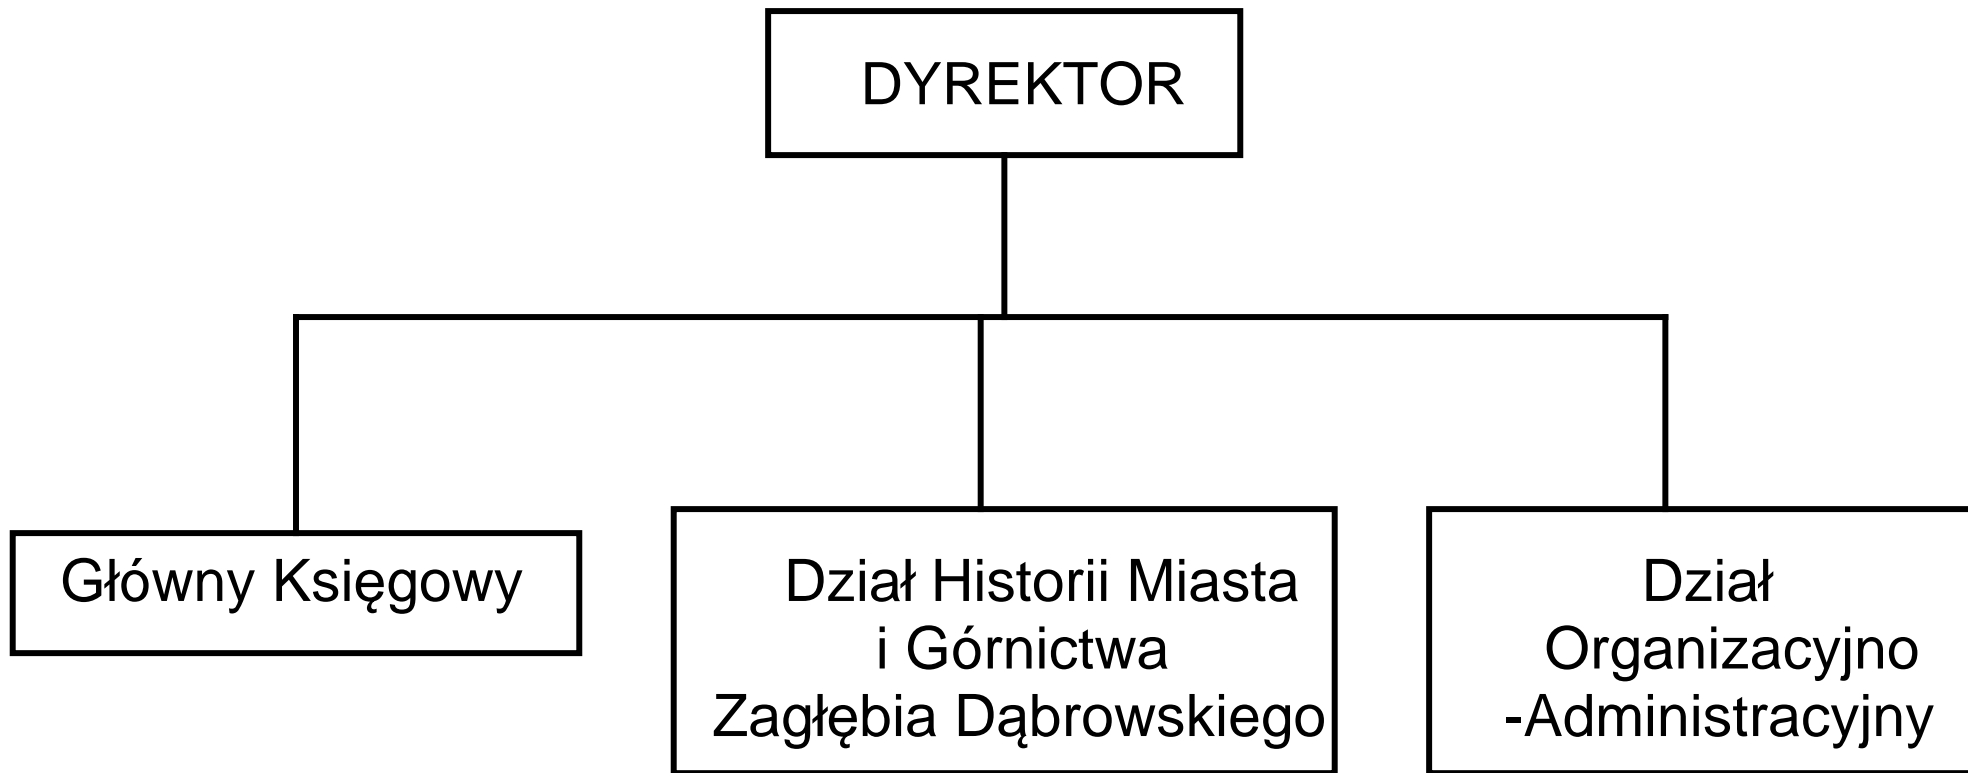 DYREKTOR
Główny Księgowy
Dział Historii Miasta
i Górnictwa
Zagłębia Dąbrowskiego
Dział
Organizacyjno
-Administracyjny